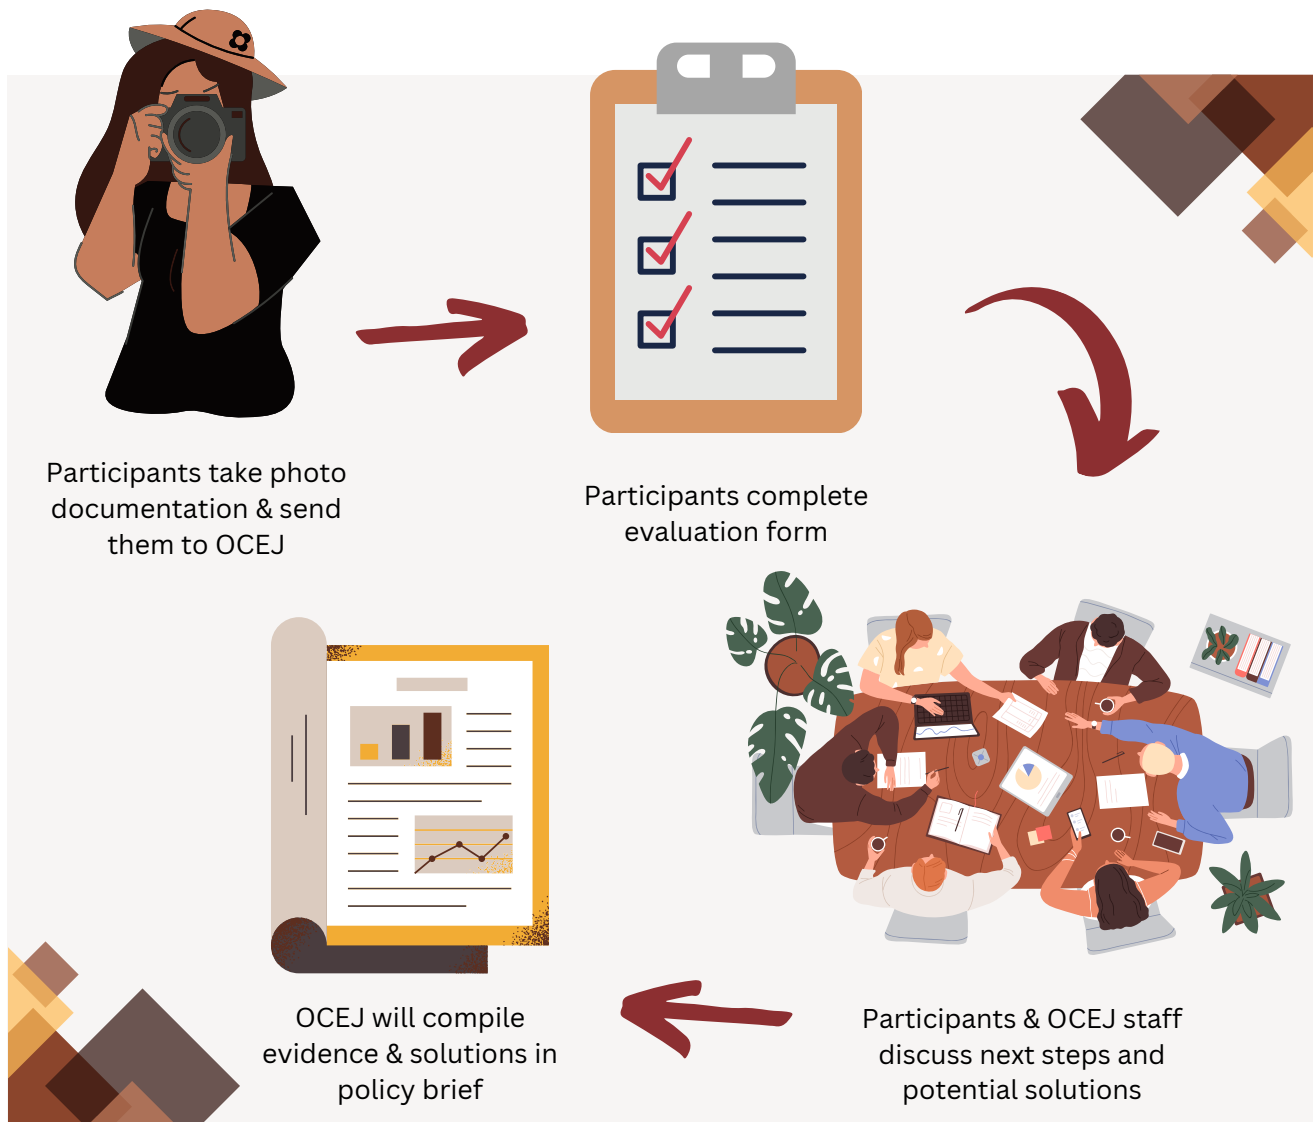 Participants take photo
documentation & send
them to OCEJ
Participants complete
evaluation form
Participants & OCEJ staff
discuss next steps and
potential solutions
OCEJ will compile
evidence & solutions in
policy brief